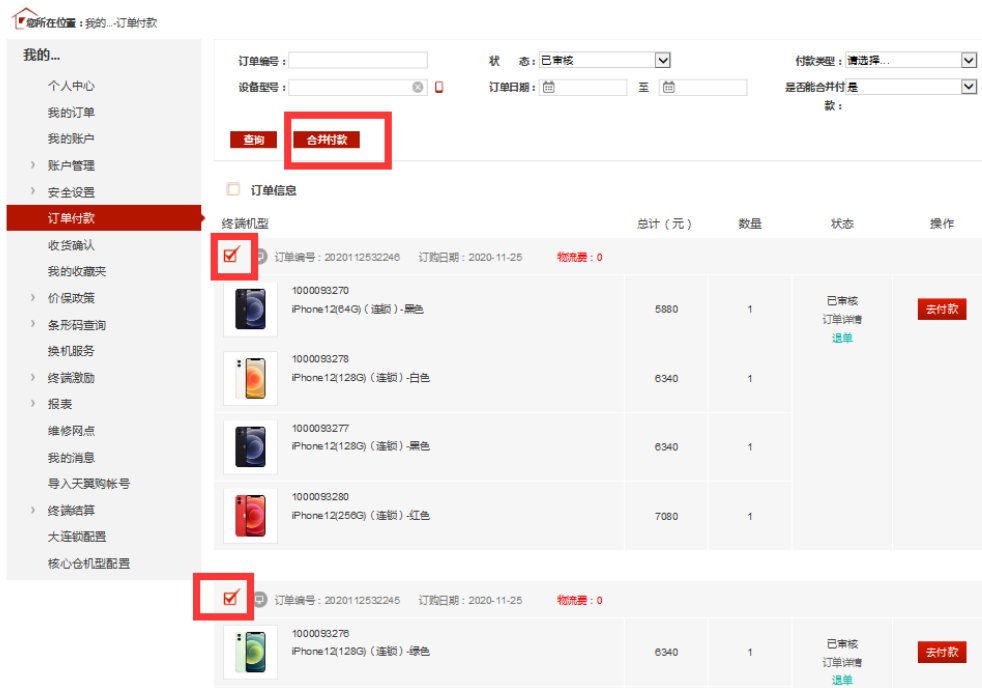 您所在位置：我的...-订单付款
我的...
个人中心
我的订单
我的账户
账户管理
安全设置
订单付款
收货确认
我的收藏夹
价保政策
条形码查询
换机服务
终端激励
报表
维修网点
我的消息
导入天翼购帐号
终端结算
大连锁配置
核心仓机型配置
订单编号：
状 态：已审核
付款类型：请选择...
设备型号：
订单日期： 至
是否能合并付款：是
查询 合并付款
订单信息
终端机型 总计（元） 数量 状态 操作
订单编号：2020112532246 订购日期：2020-11-25 物流费：0
1000093270
iPhone12(64G)（连锁）-黑色 5880 1
已审核
订单详情
退单
去付款
1000093278
iPhone12(128G)（连锁）-白色 6340 1
1000093277
iPhone12(128G)（连锁）-黑色 6340 1
1000093280
iPhone12(256G)（连锁）-红色 7080 1
订单编号：2020112532245 订购日期：2020-11-25 物流费：0
1000093276
iPhone12(128G)（连锁）-绿色 6340 1
已审核
订单详情
退单
去付款